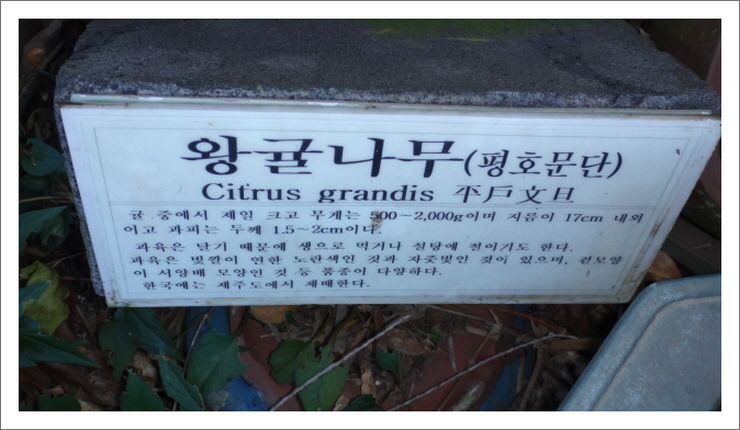 왕귤나무(평호문단)
Citrus grandis 平戶文日
귤 중에서 제일 크고 무게는 500~2,000g이며 지름이 17cm 내외
이고 과피는 두께 1.5~2cm이다.
과육은 달기 때문에 생으로 먹거나 설탕에 절이기도 한다.
과육은 빛깔이 연한 노란색인 것과 자줏빛인 것이 있으며, 겉모양
이 서양배 모양인 것 등 품종이 다양하다.
한국에는 제주도에서 재배한다.